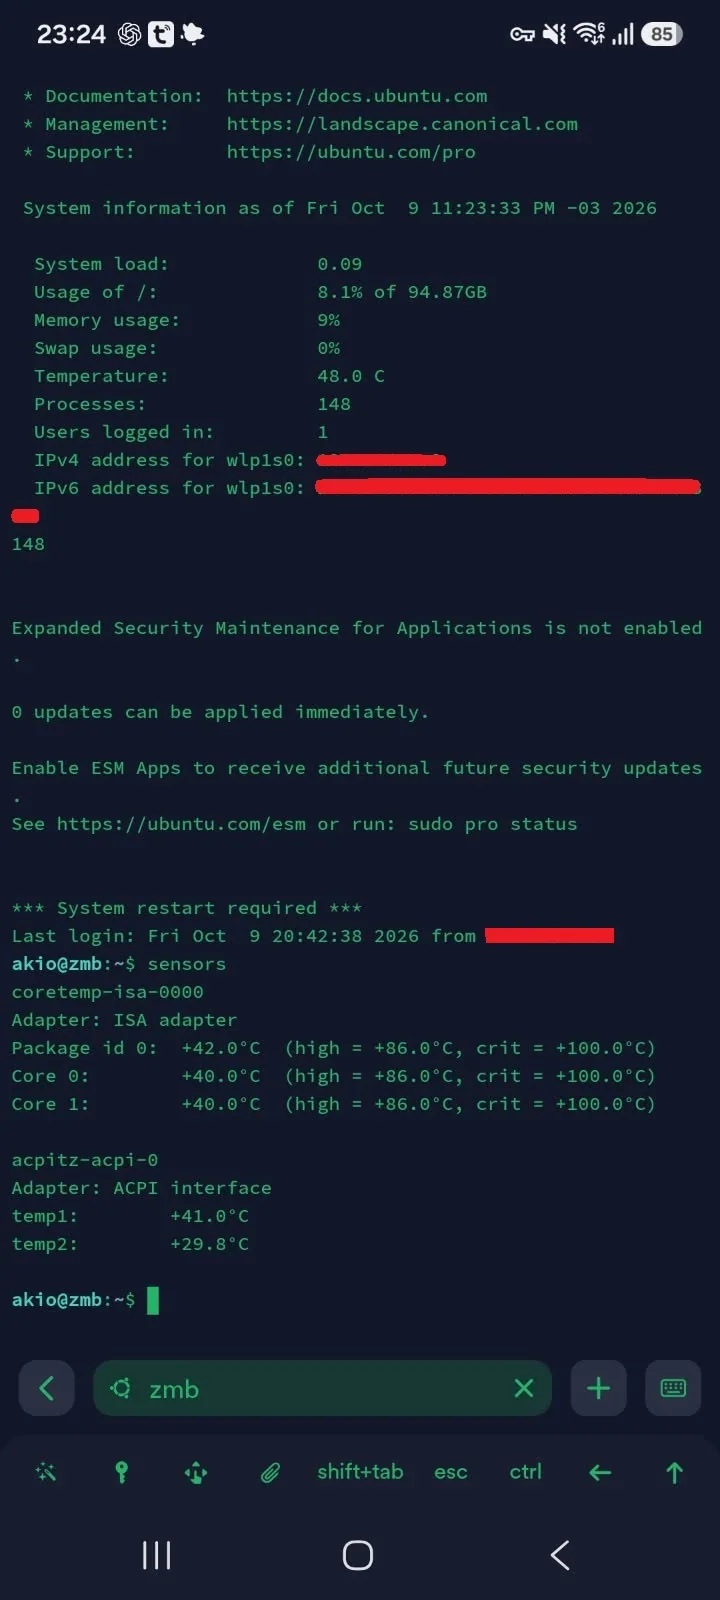 23:24 85
* Documentation:  https://docs.ubuntu.com
* Management:     https://landscape.canonical.com
* Support:        https://ubuntu.com/pro
System information as of Fri Oct  9 11:23:33 PM -03 2026
System load:             0.09
Usage of /:              8.1% of 94.87GB
Memory usage:            9%
Swap usage:              0%
Temperature:             48.0 C
Processes:               148
Users logged in:         1
IPv4 address for wlp1s0:
IPv6 address for wlp1s0:
148
Expanded Security Maintenance for Applications is not enabled
.
0 updates can be applied immediately.
Enable ESM Apps to receive additional future security updates
.
See https://ubuntu.com/esm or run: sudo pro status
*** System restart required ***
Last login: Fri Oct  9 20:42:38 2026 from
akio@zmb:~$ sensors
coretemp-isa-0000
Adapter: ISA adapter
Package id 0:  +42.0°C  (high = +86.0°C, crit = +100.0°C)
Core 0:        +40.0°C  (high = +86.0°C, crit = +100.0°C)
Core 1:        +40.0°C  (high = +86.0°C, crit = +100.0°C)
acpitz-acpi-0
Adapter: ACPI interface
temp1:        +41.0°C
temp2:        +29.8°C
akio@zmb:~$
zmb
shift+tab esc ctrl